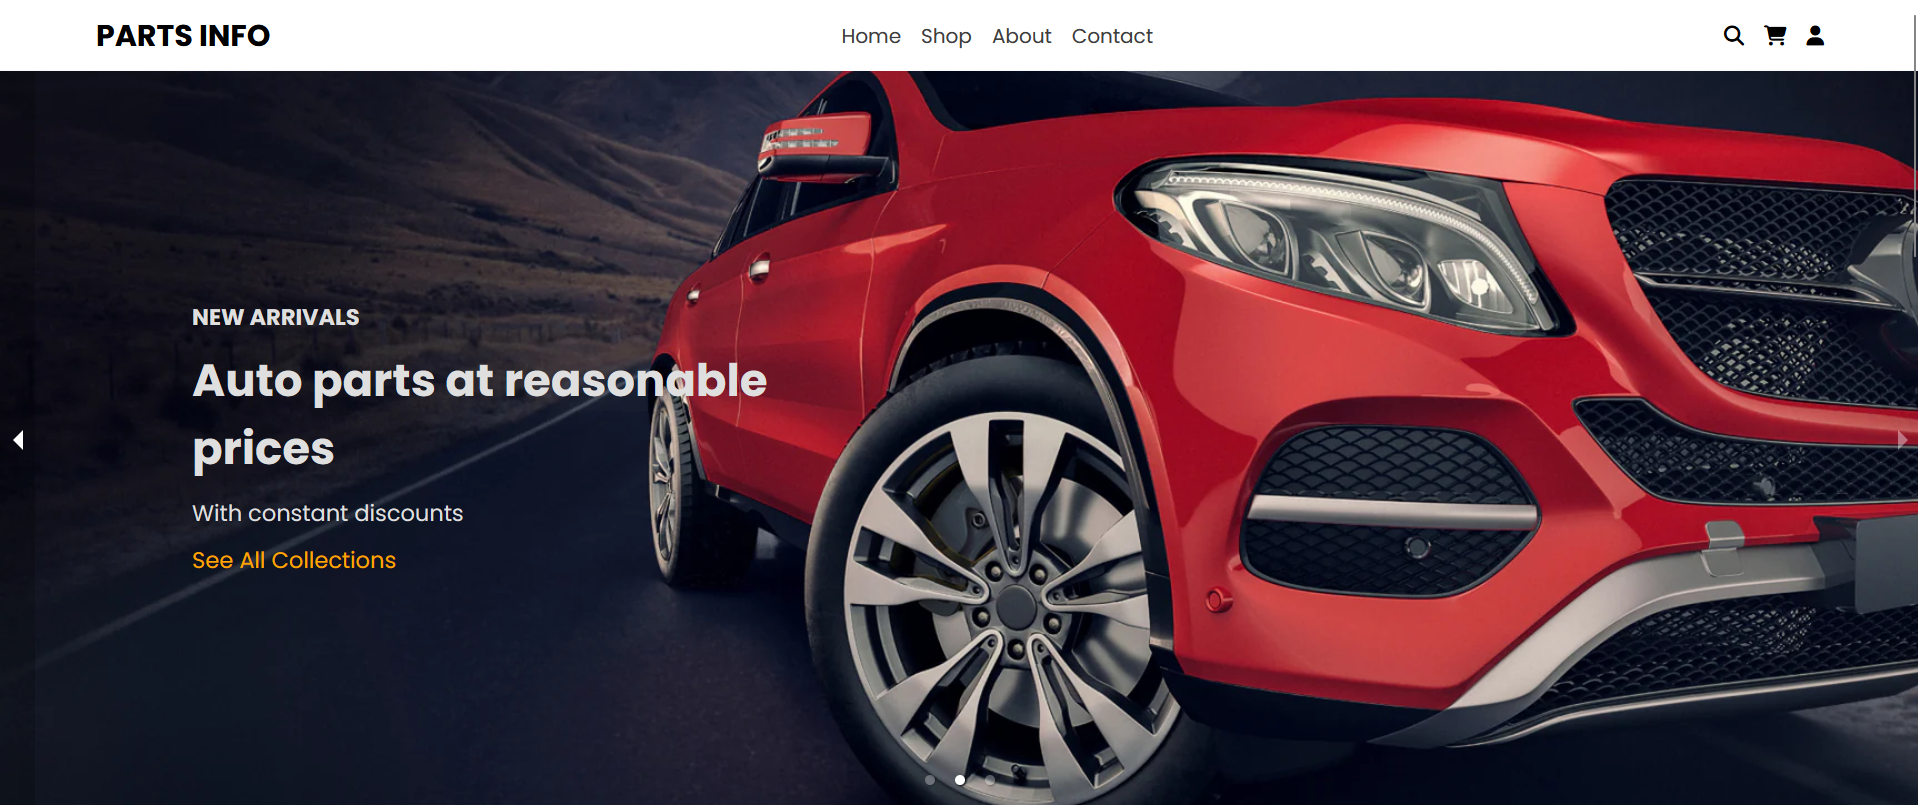 PARTS INFO
Home Shop About Contact
NEW ARRIVALS
Auto parts at reasonable
prices
With constant discounts
See All Collections